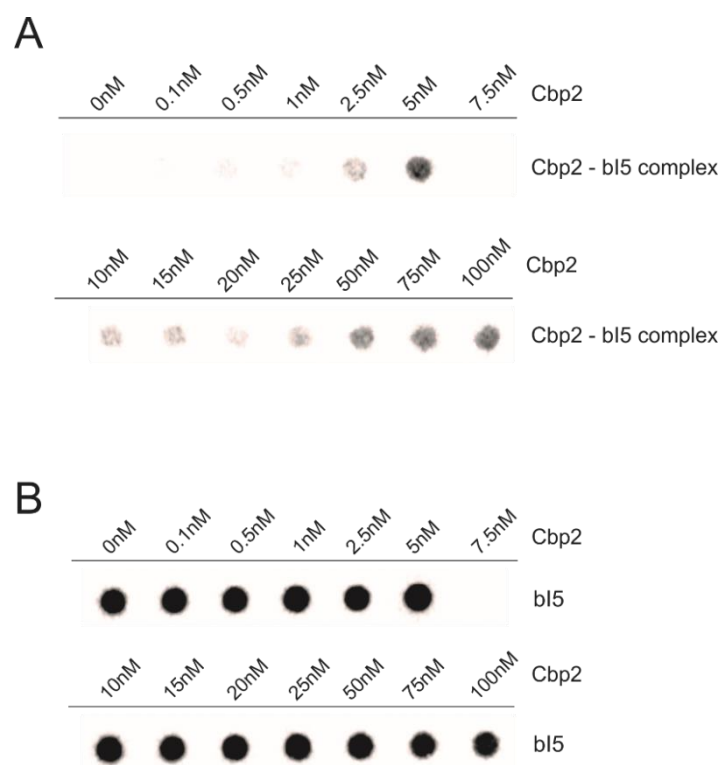 A
0nM 0.1nM 0.5nM 1nM 2.5nM 5nM 7.5nM Cbp2
Cbp2 - bI5 complex
10nM 15nM 20nM 25nM 50nM 75nM 100nM Cbp2
Cbp2 - bI5 complex
B
0nM 0.1nM 0.5nM 1nM 2.5nM 5nM 7.5nM Cbp2
bI5
10nM 15nM 20nM 25nM 50nM 75nM 100nM Cbp2
bI5